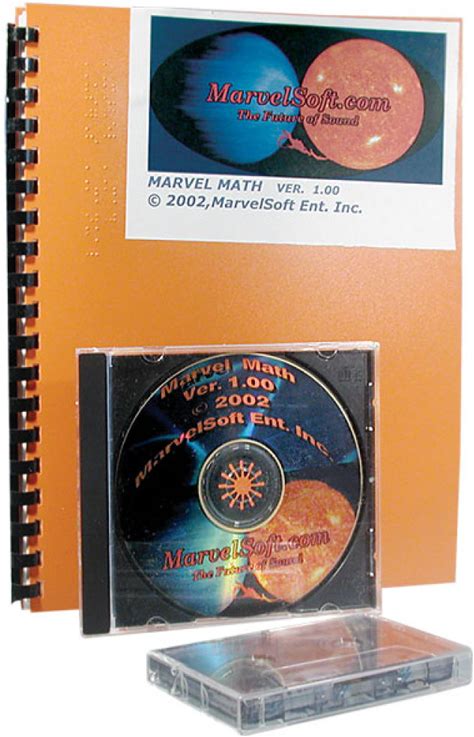 MarvelSoft.com
The Future of Sound
MARVEL MATH VER. 1.00
© 2002,MarvelSoft Ent. Inc.
Marvel Math
Ver. 1.00
© 2002
MarvelSoft Ent. Inc.
MarvelSoft.com
The Future of Sound